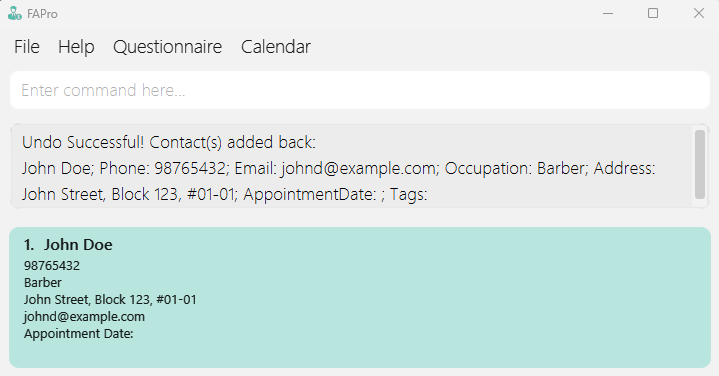 FAPro
File Help Questionnaire Calendar
Enter command here...
Undo Successful! Contact(s) added back:
John Doe; Phone: 98765432; Email: johnd@example.com; Occupation: Barber; Address:
John Street, Block 123, #01-01; AppointmentDate: ; Tags:
1. John Doe
98765432
Barber
John Street, Block 123, #01-01
johnd@example.com
Appointment Date: